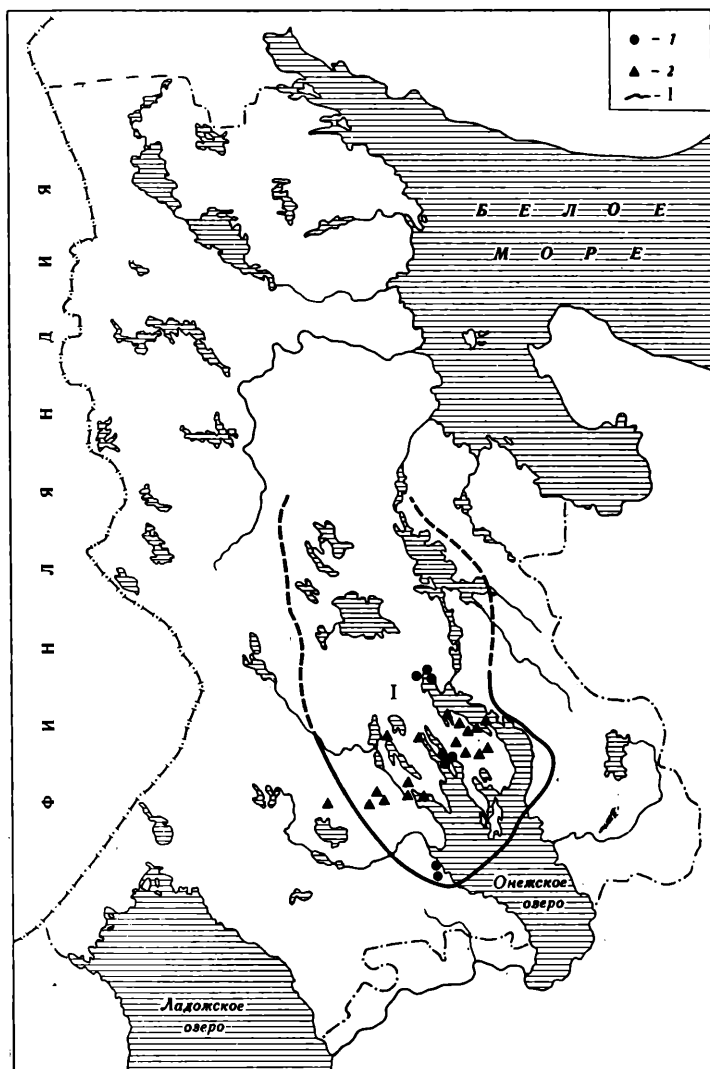 ● – 1
▲ – 2
– I
БЕЛОЕ
МОРЕ
ФИНЛЯНДИЯ
I
Онежское
озеро
Ладожское
озеро